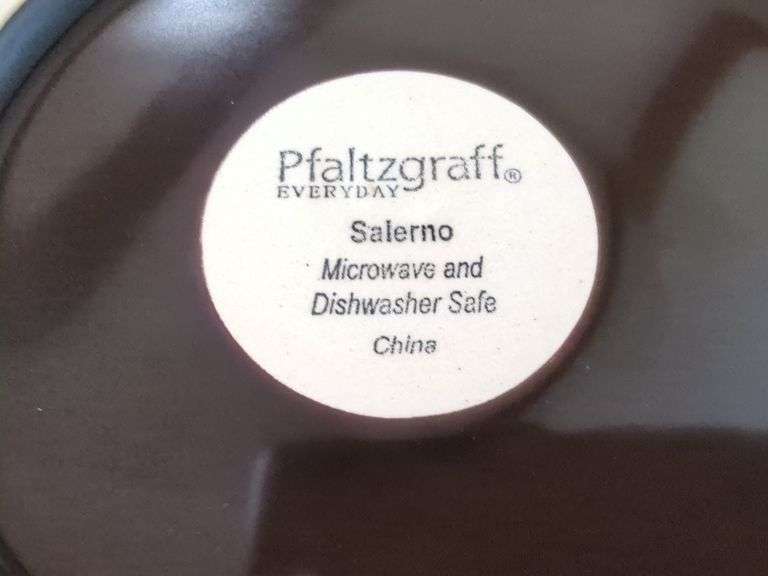 Pfaltzgraff®
EVERYDAY
Salerno
Microwave and
Dishwasher Safe
China